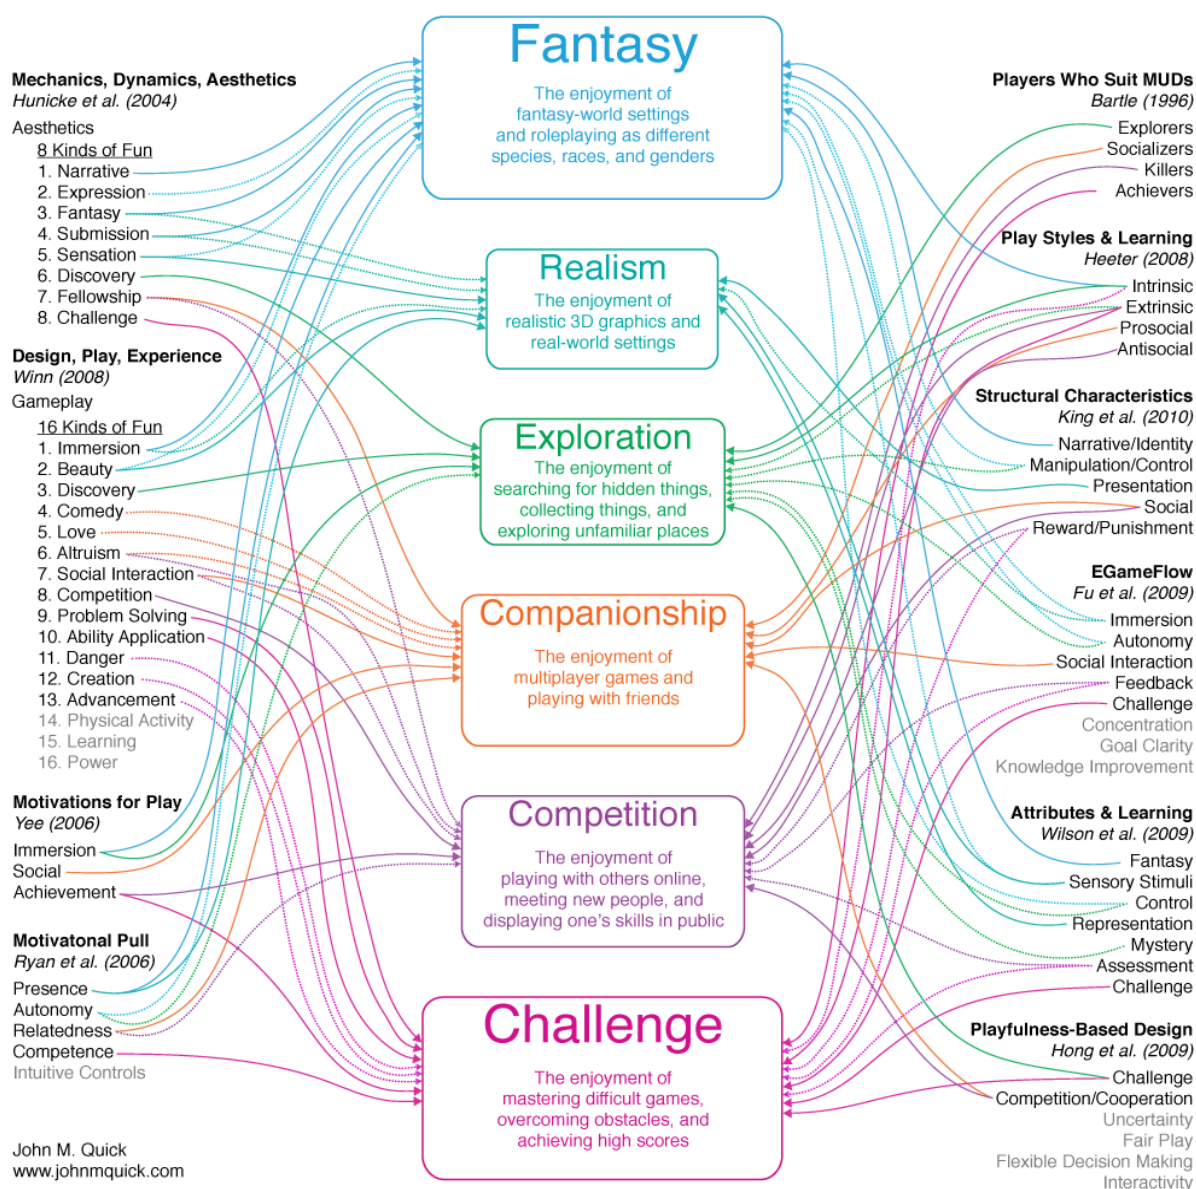 Mechanics, Dynamics, Aesthetics
Hunicke et al. (2004)
Aesthetics
8 Kinds of Fun
1. Narrative
2. Expression
3. Fantasy
4. Submission
5. Sensation
6. Discovery
7. Fellowship
8. Challenge
Design, Play, Experience
Winn (2008)
Gameplay
16 Kinds of Fun
1. Immersion
2. Beauty
3. Discovery
4. Comedy
5. Love
6. Altruism
7. Social Interaction
8. Competition
9. Problem Solving
10. Ability Application
11. Danger
12. Creation
13. Advancement
14. Physical Activity
15. Learning
16. Power
Motivations for Play
Yee (2006)
Immersion
Social
Achievement
Motivatonal Pull
Ryan et al. (2006)
Presence
Autonomy
Relatedness
Competence
Intuitive Controls
John M. Quick
www.johnmquick.com
Fantasy
The enjoyment of
fantasy-world settings
and roleplaying as different
species, races, and genders
Realism
The enjoyment of
realistic 3D graphics and
real-world settings
Exploration
The enjoyment of
searching for hidden things,
collecting things, and
exploring unfamiliar places
Companionship
The enjoyment of
multiplayer games and
playing with friends
Competition
The enjoyment of
playing with others online,
meeting new people, and
displaying one's skills in public
Challenge
The enjoyment of
mastering difficult games,
overcoming obstacles, and
achieving high scores
Players Who Suit MUDs
Bartle (1996)
Explorers
Socializers
Killers
Achievers
Play Styles & Learning
Heeter (2008)
Intrinsic
Extrinsic
Prosocial
Antisocial
Structural Characteristics
King et al. (2010)
Narrative/Identity
Manipulation/Control
Presentation
Social
Reward/Punishment
EGameFlow
Fu et al. (2009)
Immersion
Autonomy
Social Interaction
Feedback
Challenge
Concentration
Goal Clarity
Knowledge Improvement
Attributes & Learning
Wilson et al. (2009)
Fantasy
Sensory Stimuli
Control
Representation
Mystery
Assessment
Challenge
Playfulness-Based Design
Hong et al. (2009)
Challenge
Competition/Cooperation
Uncertainty
Fair Play
Flexible Decision Making
Interactivity